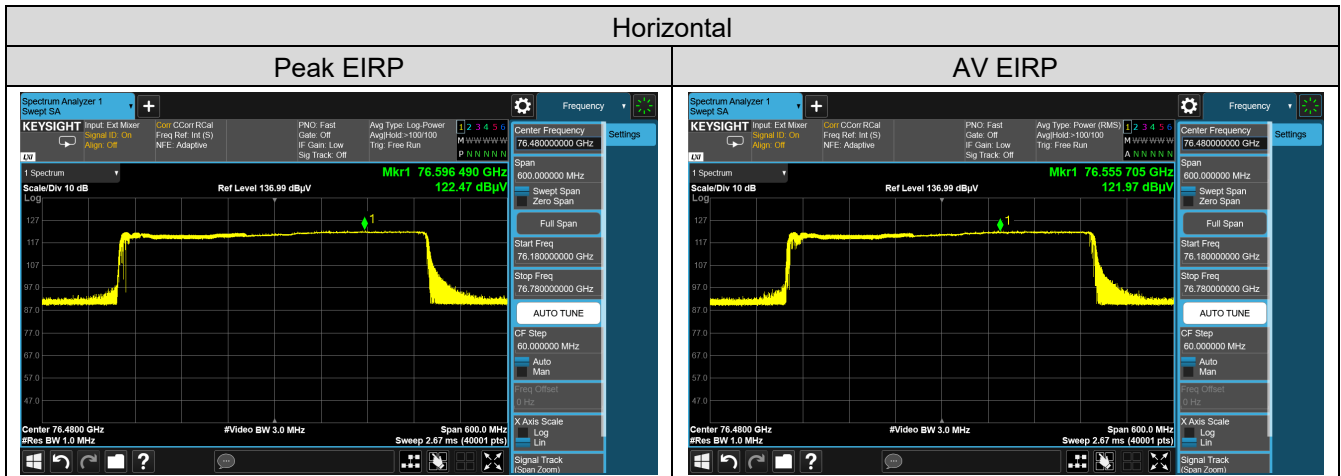 Horizontal
Peak EIRP
AV EIRP
Spectrum Analyzer 1
Swept SA
Frequency
KEYSIGHT
Input: Ext Mixer
Signal ID: On
Align: Off
Corr CCorr RCal
Freq Ref: Int (S)
NFE: Adaptive
PNO: Fast
Gate: Off
IF Gain: Low
Sig Track: Off
Avg Type: Log-Power
Avg|Hold:>100/100
Trig: Free Run
1 2 3 4 5 6
M W W W W W
P N N N N N
LXI
1 Spectrum
Scale/Div 10 dB
Log
Ref Level 136.99 dBµV
Mkr1 76.596 490 GHz
122.47 dBµV
1
127
117
107
97.0
87.0
77.0
67.0
57.0
47.0
Center 76.4800 GHz
#Res BW 1.0 MHz
#Video BW 3.0 MHz
Span 600.0 MHz
Sweep 2.67 ms (40001 pts)
Center Frequency
76.480000000 GHz
Settings
Span
600.000000 MHz
Swept Span
Zero Span
Full Span
Start Freq
76.180000000 GHz
Stop Freq
76.780000000 GHz
AUTO TUNE
CF Step
60.000000 MHz
Auto
Man
Freq Offset
0 Hz
X Axis Scale
Log
Lin
Signal Track
(Span Zoom)
?
Spectrum Analyzer 1
Swept SA
Frequency
KEYSIGHT
Input: Ext Mixer
Signal ID: On
Align: Off
Corr CCorr RCal
Freq Ref: Int (S)
NFE: Adaptive
PNO: Fast
Gate: Off
IF Gain: Low
Sig Track: Off
Avg Type: Power (RMS)
Avg|Hold:>100/100
Trig: Free Run
1 2 3 4 5 6
M W W W W W
A N N N N N
LXI
1 Spectrum
Scale/Div 10 dB
Log
Ref Level 136.99 dBµV
Mkr1 76.555 705 GHz
121.97 dBµV
1
127
117
107
97.0
87.0
77.0
67.0
57.0
47.0
Center 76.4800 GHz
#Res BW 1.0 MHz
#Video BW 3.0 MHz
Span 600.0 MHz
Sweep 2.67 ms (40001 pts)
Center Frequency
76.480000000 GHz
Settings
Span
600.000000 MHz
Swept Span
Zero Span
Full Span
Start Freq
76.180000000 GHz
Stop Freq
76.780000000 GHz
AUTO TUNE
CF Step
60.000000 MHz
Auto
Man
Freq Offset
0 Hz
X Axis Scale
Log
Lin
Signal Track
(Span Zoom)
?